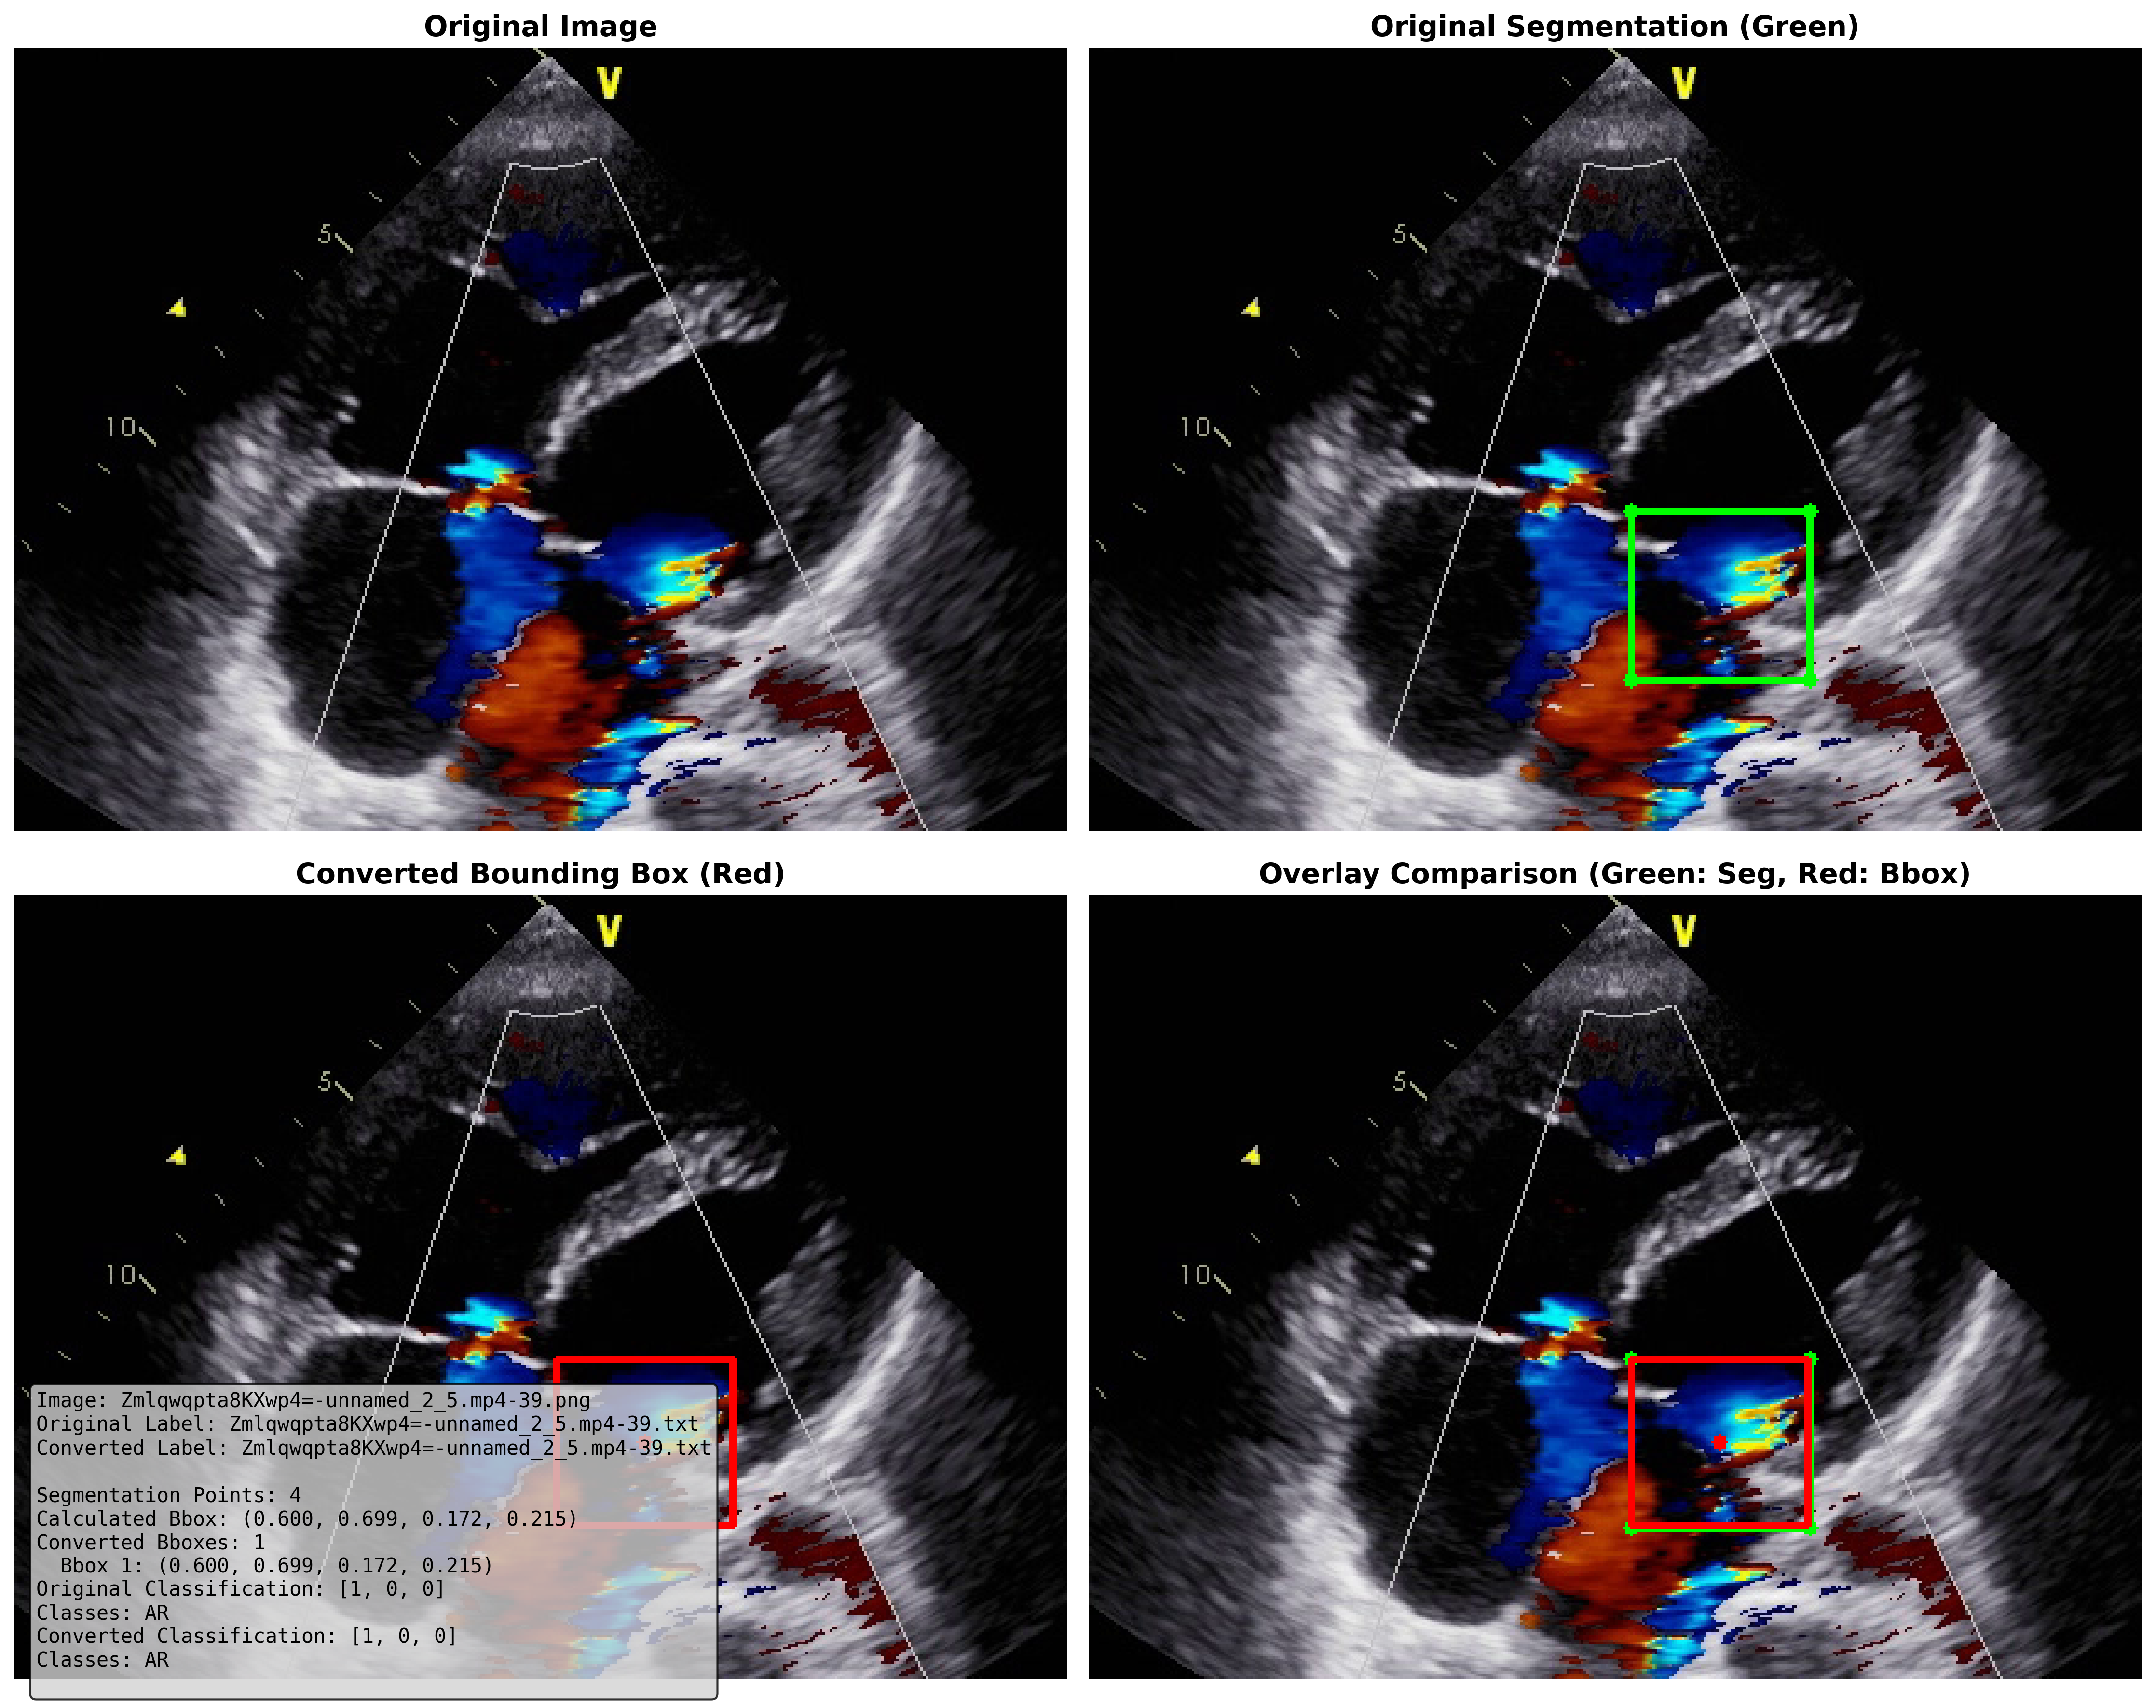 Original Image
Original Segmentation (Green)
V
5
10
V
5
10
Converted Bounding Box (Red)
Overlay Comparison (Green: Seg, Red: Bbox)
V
5
10
Image: Zmlqwqpta8KXwp4=-unnamed_2_5.mp4-39.png
Original Label: Zmlqwqpta8KXwp4=-unnamed_2_5.mp4-39.txt
Converted Label: Zmlqwqpta8KXwp4=-unnamed_2_5.mp4-39.txt
Segmentation Points: 4
Calculated Bbox: (0.600, 0.699, 0.172, 0.215)
Converted Bboxes: 1
Bbox 1: (0.600, 0.699, 0.172, 0.215)
Original Classification: [1, 0, 0]
Classes: AR
Converted Classification: [1, 0, 0]
Classes: AR
V
5
10